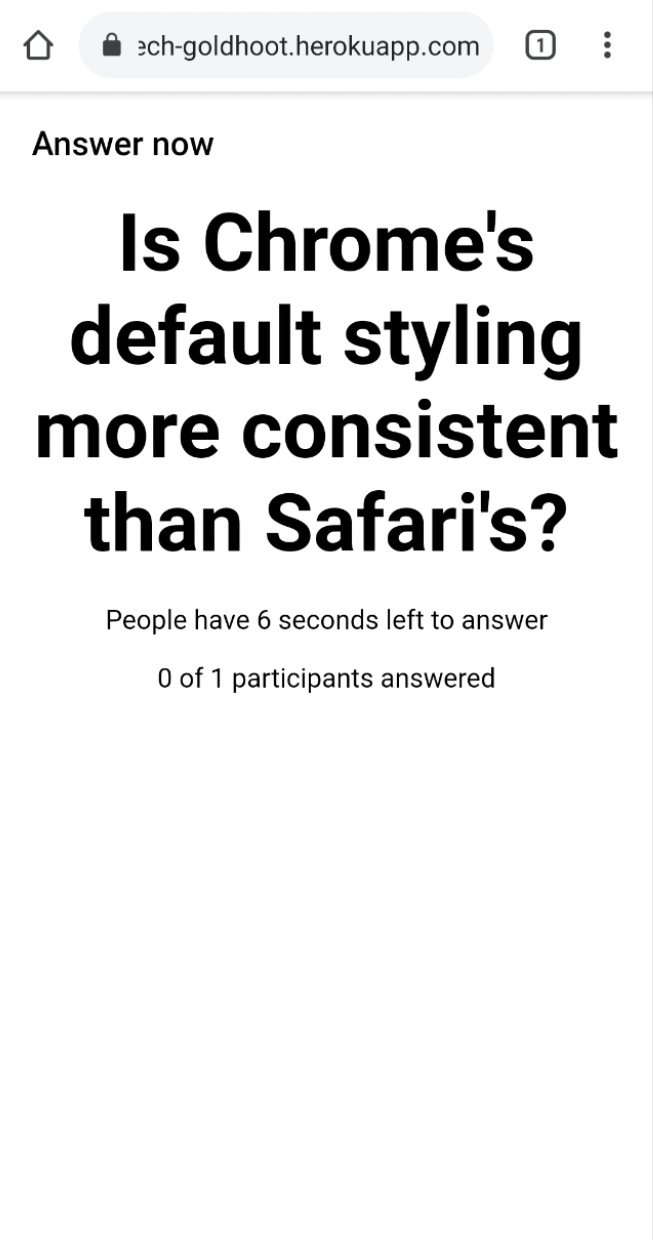 ech-goldhoot.herokuapp.com
1
Answer now
Is Chrome's
default styling
more consistent
than Safari's?
People have 6 seconds left to answer
0 of 1 participants answered